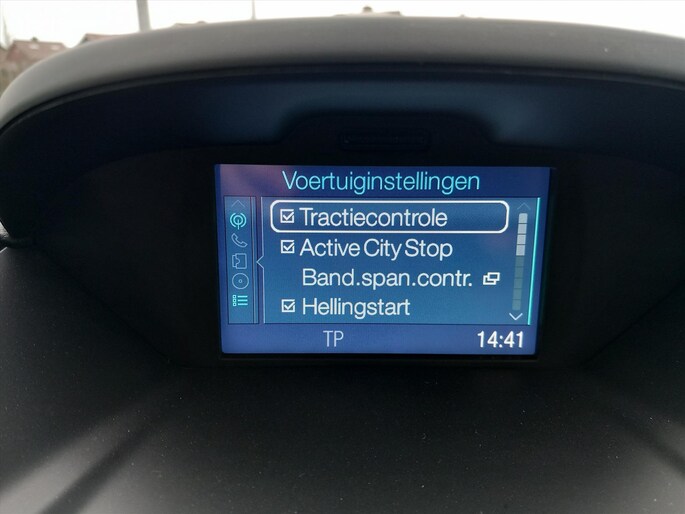 Voertuiginstellingen
Tractiecontrole
Active City Stop
Band.span.contr.
Hellingstart
TP 14:41